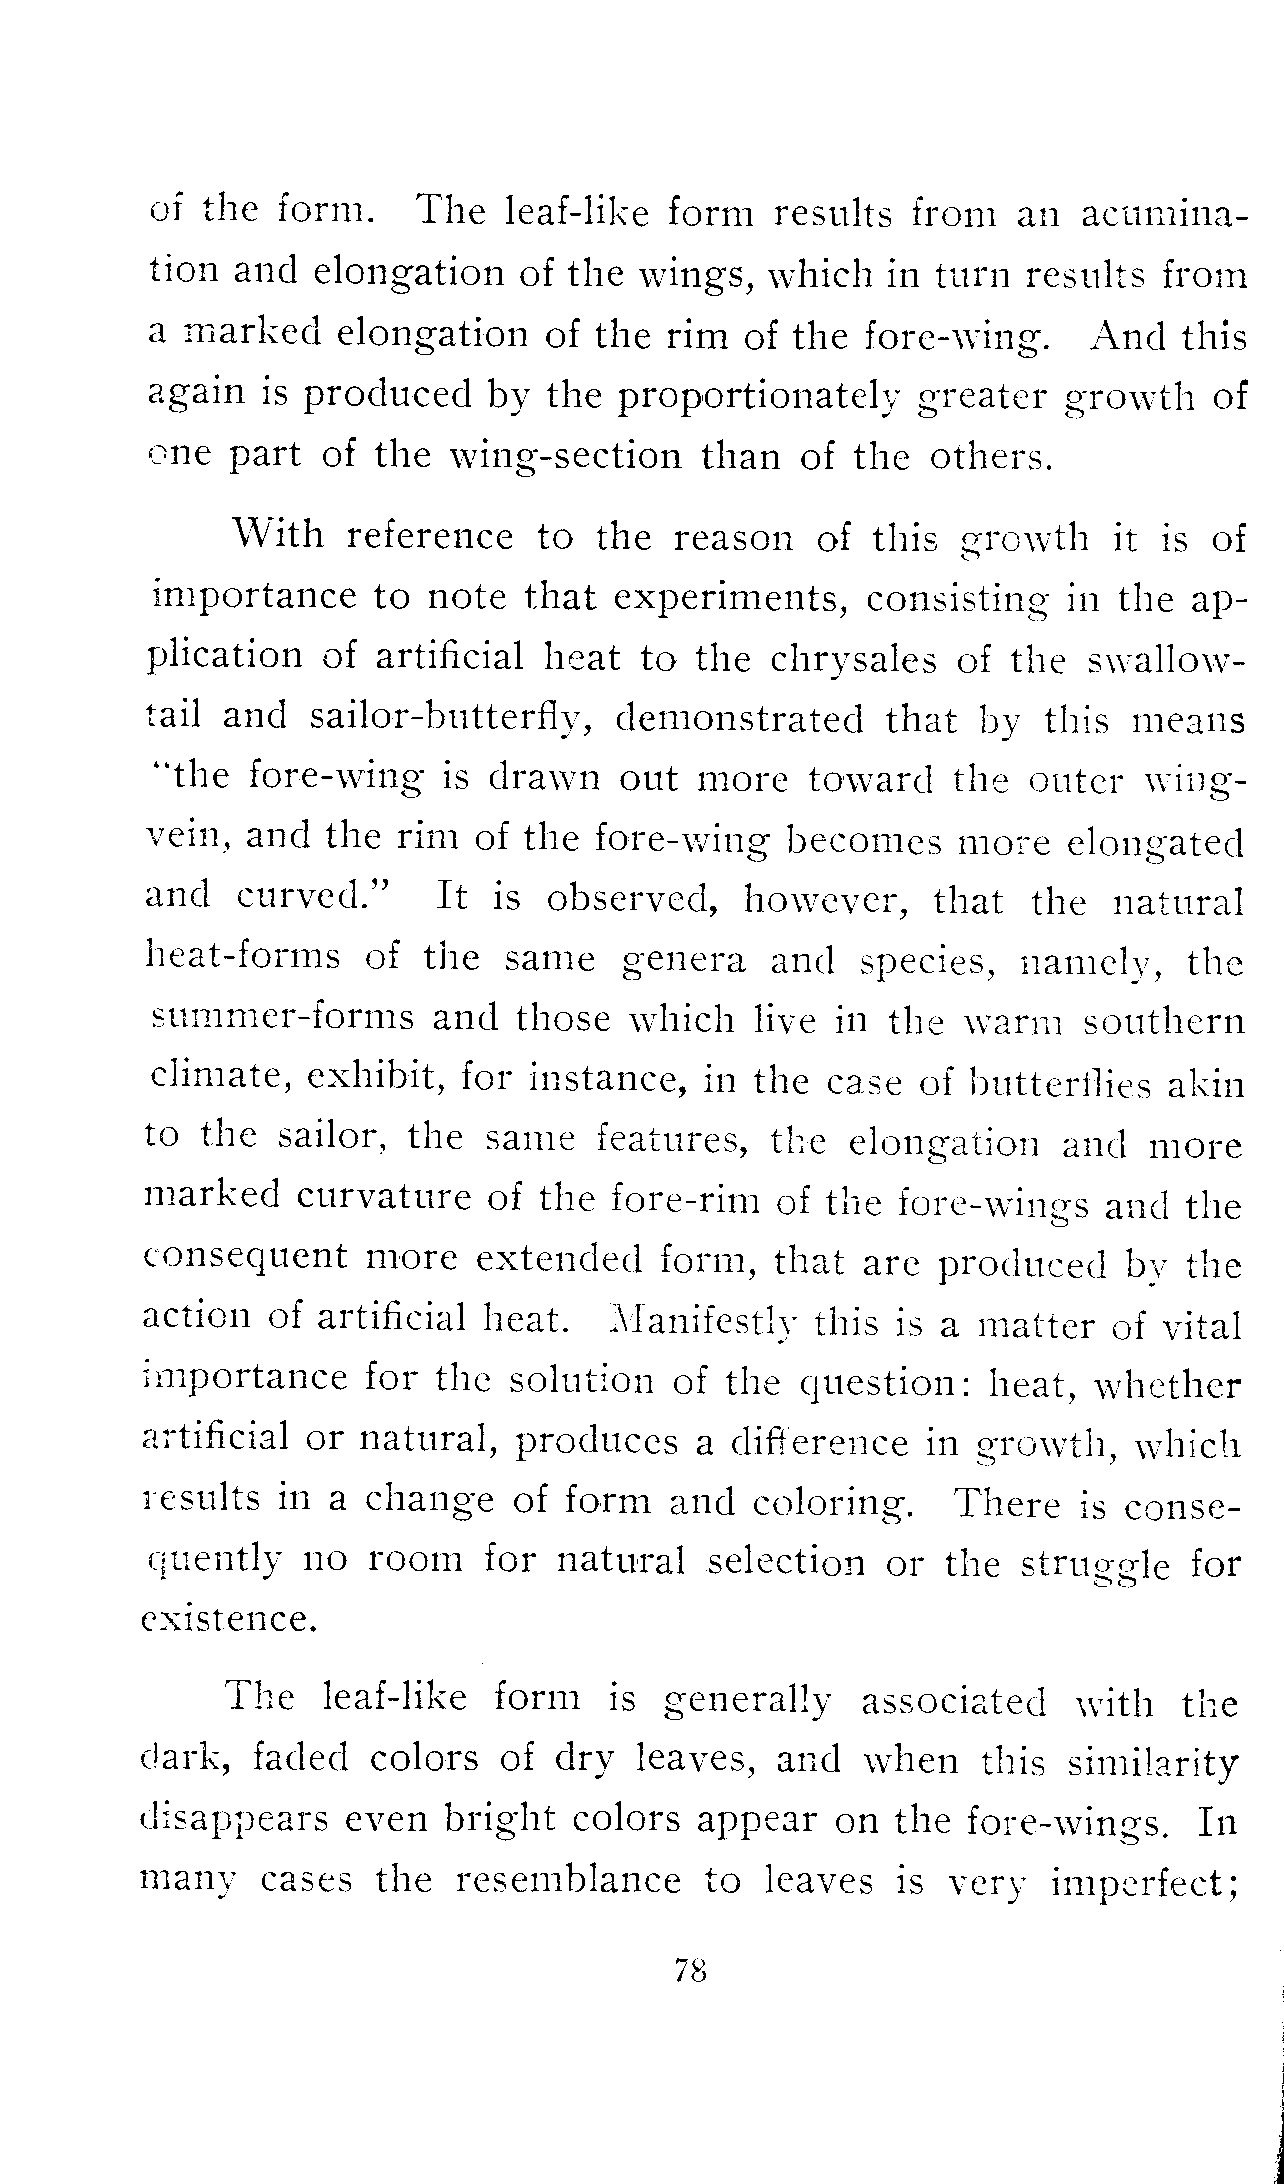 of the form. The leaf-like form results from an acumina-
tion and elongation of the wings, which in turn results from
a marked elongation of the rim of the fore-wing. And this
again is produced by the proportionately greater growth of
one part of the wing-section than of the others.
With reference to the reason of this growth it is of
importance to note that experiments, consisting in the ap-
plication of artificial heat to the chrysales of the swallow-
tail and sailor-butterfly, demonstrated that by this means
“the fore-wing is drawn out more toward the outer wing-
vein, and the rim of the fore-wing becomes more elongated
and curved.” It is observed, however, that the natural
heat-forms of the same genera and species, namely, the
summer-forms and those which live in the warm southern
climate, exhibit, for instance, in the case of butterflies akin
to the sailor, the same features, the elongation and more
marked curvature of the fore-rim of the fore-wings and the
consequent more extended form, that are produced by the
action of artificial heat. Manifestly this is a matter of vital
importance for the solution of the question: heat, whether
artificial or natural, produces a difference in growth, which
results in a change of form and coloring. There is conse-
quently no room for natural selection or the struggle for
existence.
The leaf-like form is generally associated with the
dark, faded colors of dry leaves, and when this similarity
disappears even bright colors appear on the fore-wings. In
many cases the resemblance to leaves is very imperfect;
78